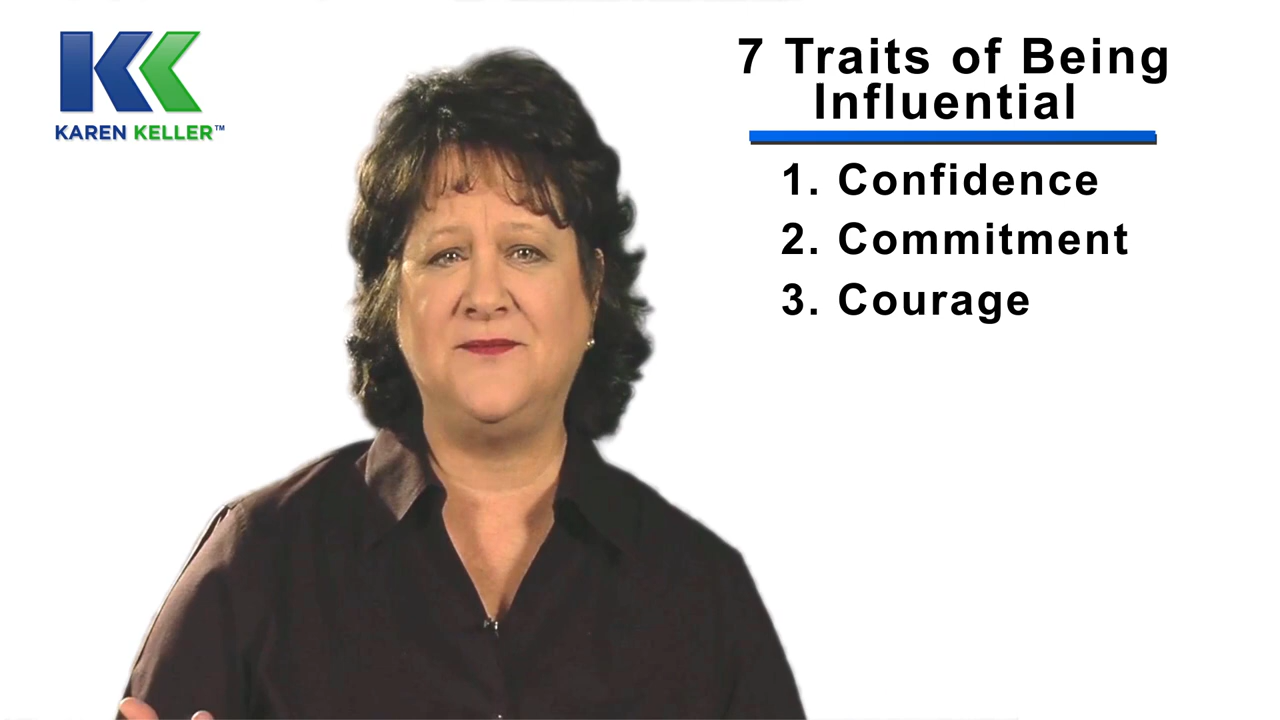 KAREN KELLER™
7 Traits of Being
Influential
1. Confidence
2. Commitment
3. Courage